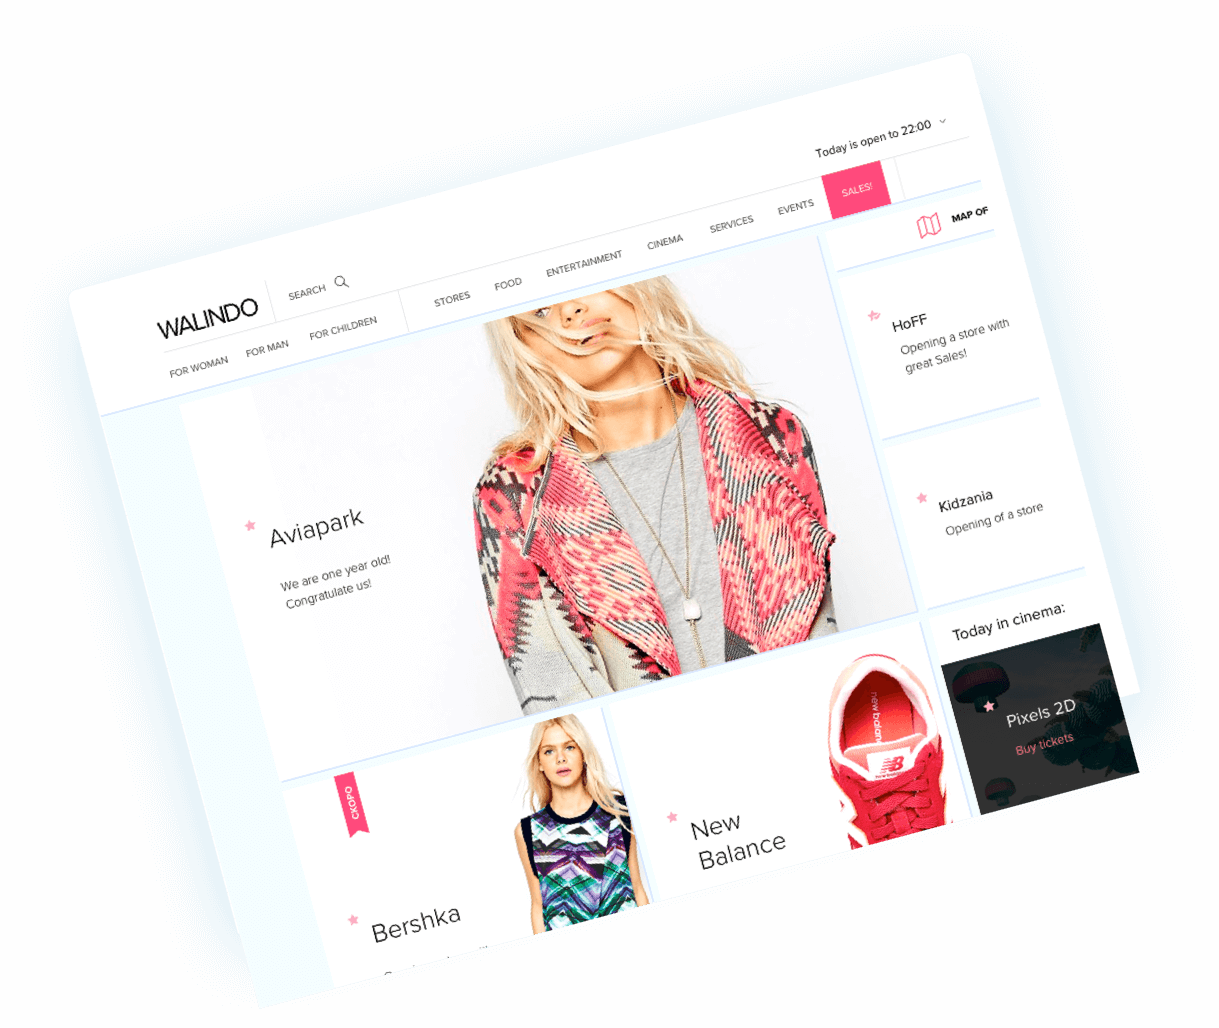 Today is open to 22:00
WALINDO
SEARCH
FOR WOMAN
FOR MAN
FOR CHILDREN
STORES
FOOD
ENTERTAINMENT
CINEMA
SERVICES
EVENTS
SALES!
MAP OF
Aviapark
We are one year old!
Congratulate us!
HoFF
Opening a store with
great Sales!
Kidzania
Opening of a store
Today in cinema:
Pixels 2D
Buy tickets
СКОРО
Bershka
New
Balance
new balan
NB